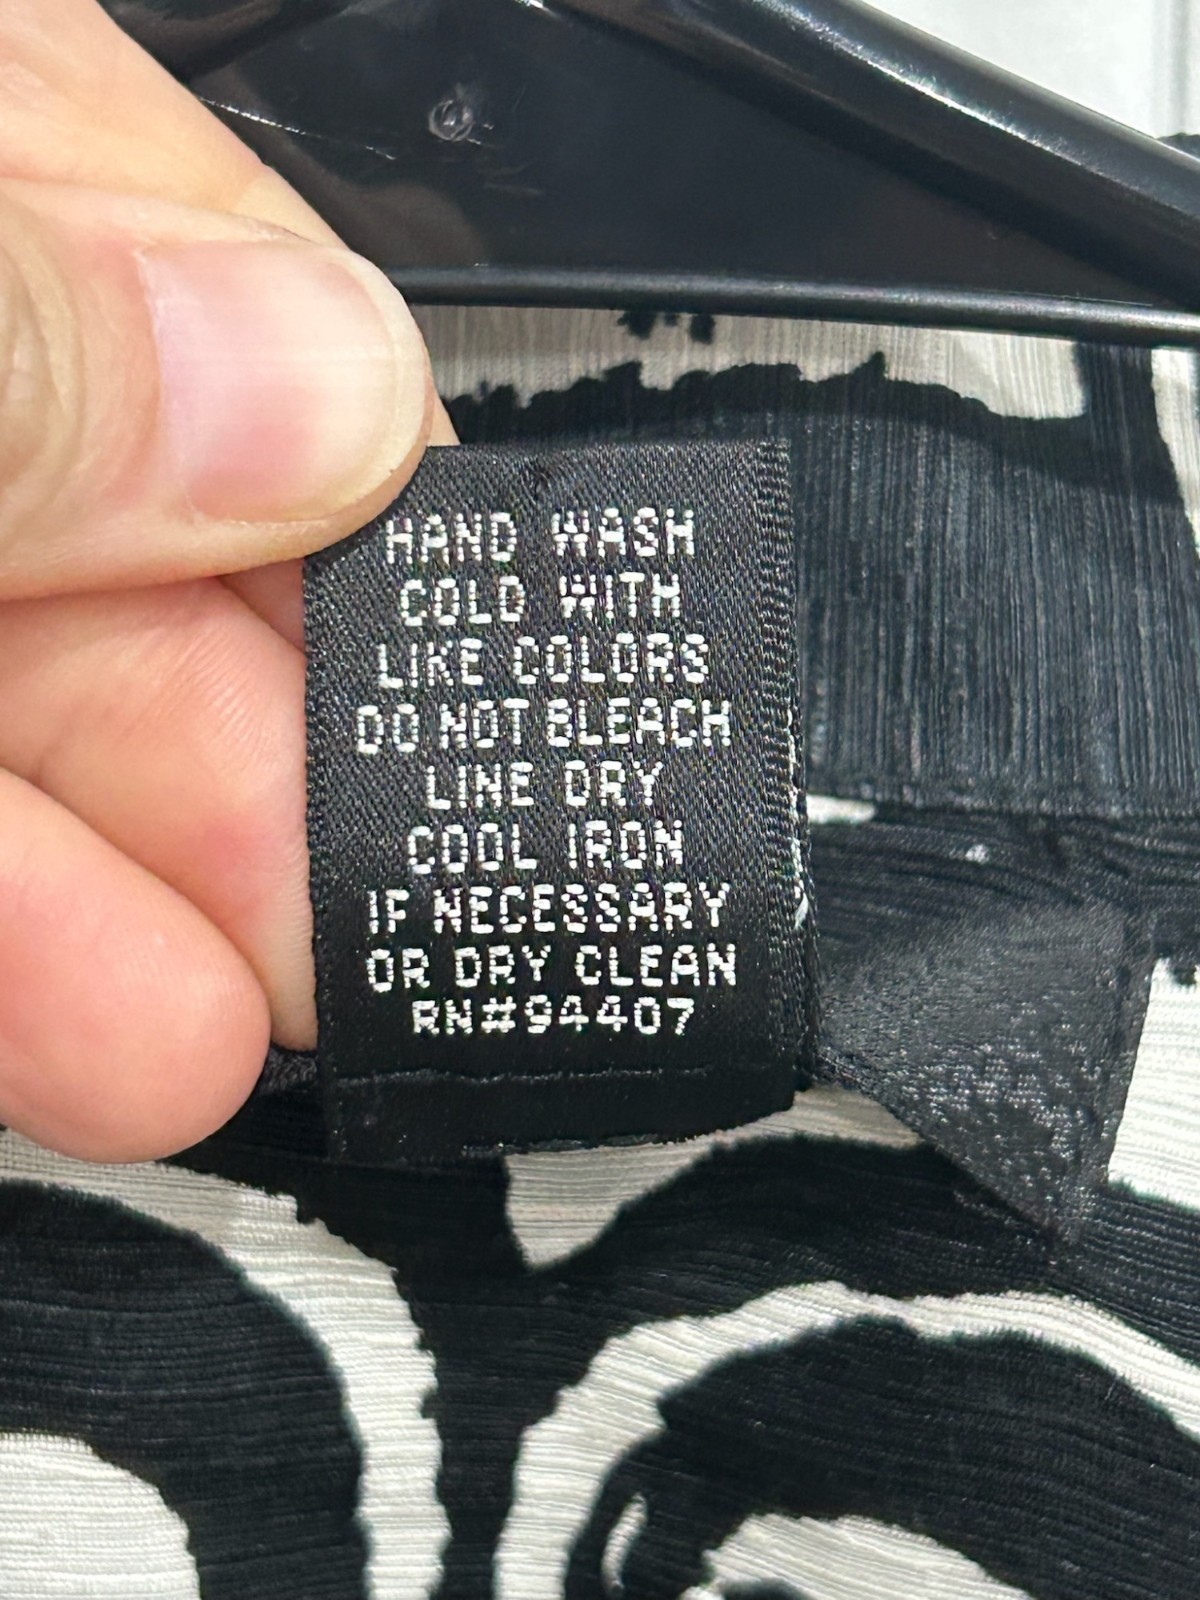 HAND WASH
COLD WITH
LIKE COLORS
DO NOT BLEACH
LINE DRY
COOL IRON
IF NECESSARY
OR DRY CLEAN
RN#94407